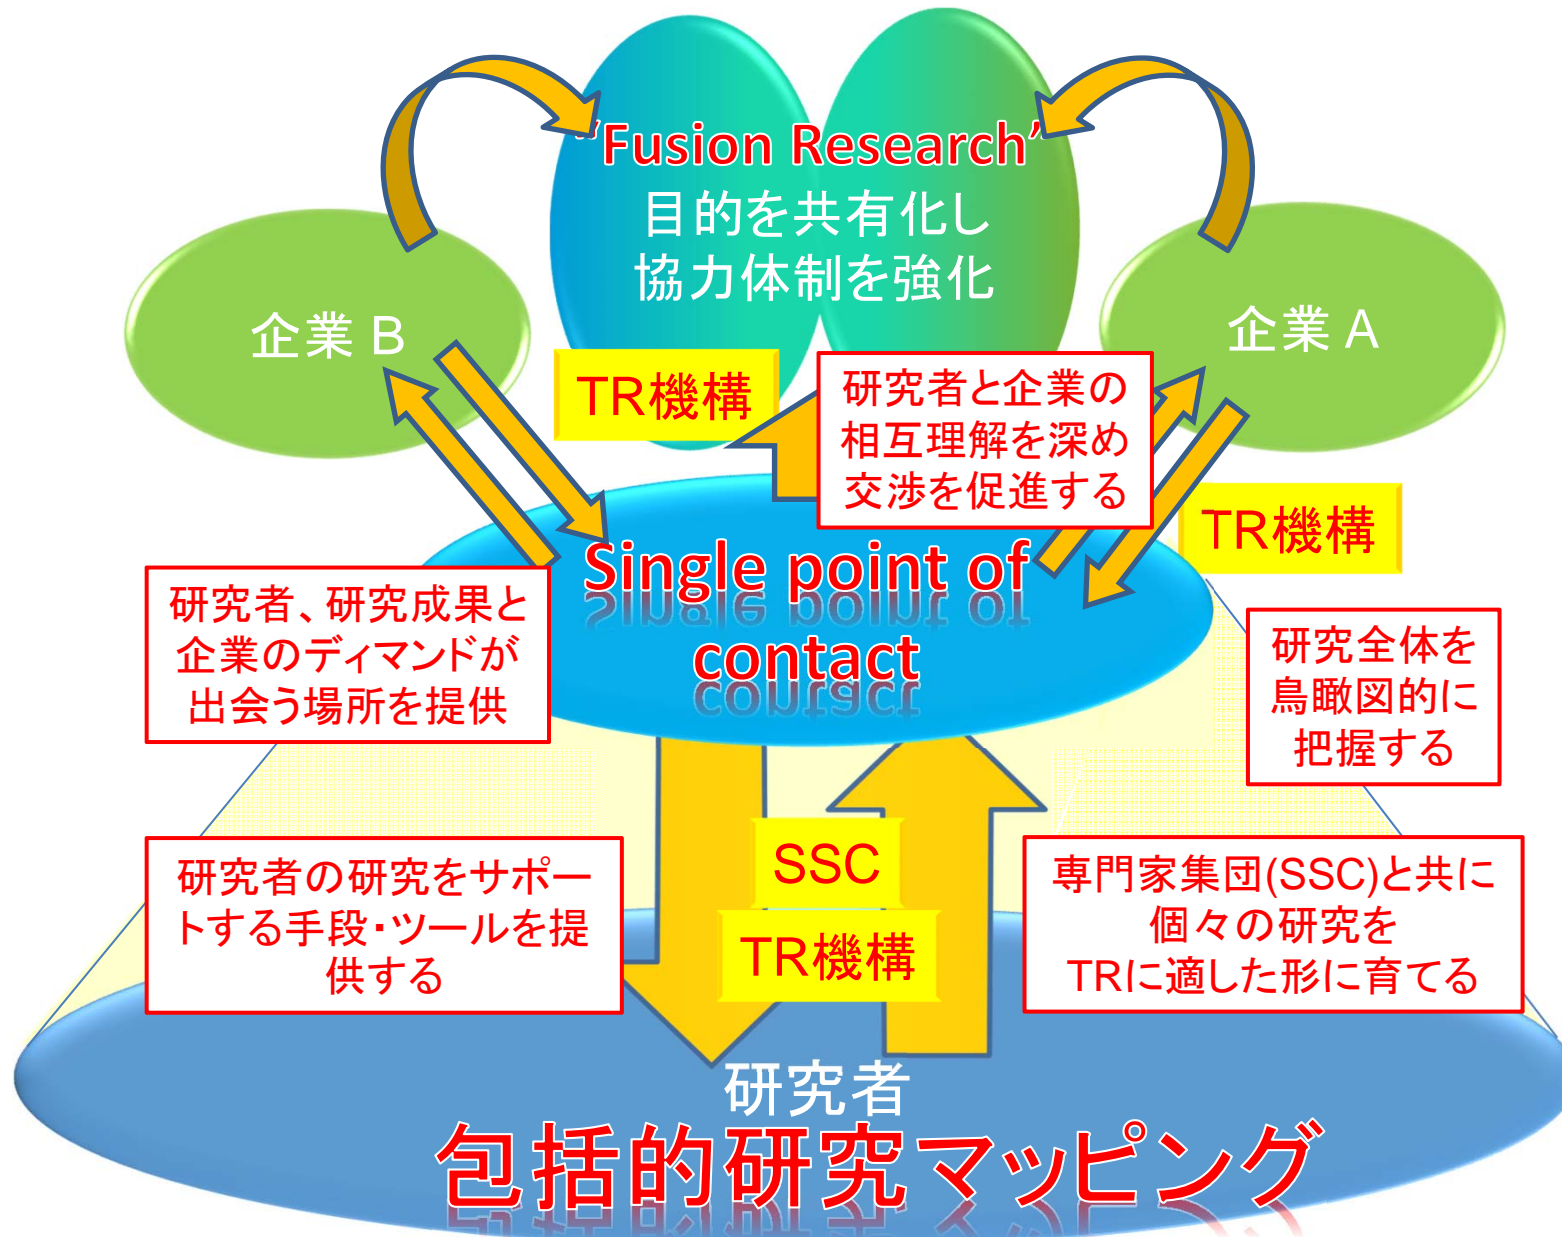 "Fusion Research"
目的を共有化し
協力体制を強化
企業 B
企業 A
TR機構
研究者と企業の
相互理解を深め
交渉を促進する
TR機構
Single point of
contact
研究者、研究成果と
企業のディマンドが
出会う場所を提供
研究全体を
鳥瞰図的に
把握する
SSC
TR機構
研究者の研究をサポー
トする手段・ツールを提
供する
専門家集団(SSC)と共に
個々の研究を
TRに適した形に育てる
研究者
包括的研究マッピング